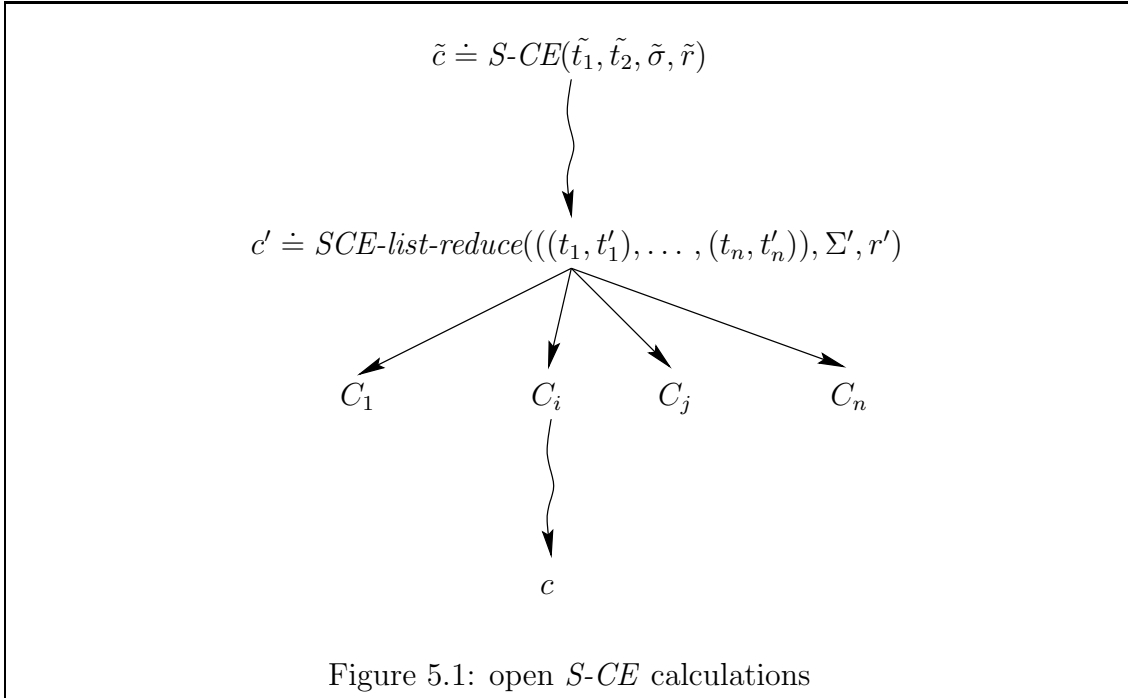 c̃ ≐ S-CE(t̃₁, t̃₂, σ̃, r̃)
c′ ≐ SCE-list-reduce(((t₁, t′₁), . . . , (tₙ, t′ₙ)), Σ′, r′)
C₁ Cᵢ Cⱼ Cₙ
c
Figure 5.1: open S-CE calculations